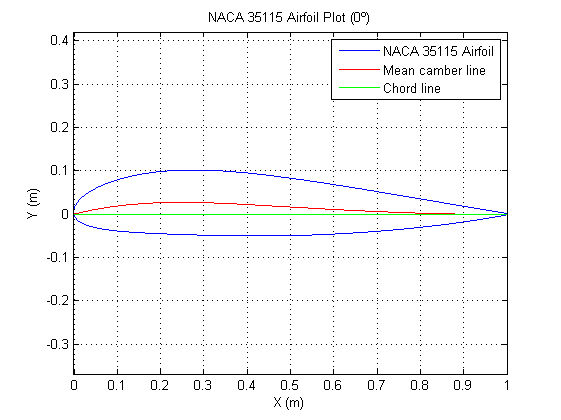 NACA 35115 Airfoil Plot (0º)
NACA 35115 Airfoil
Mean camber line
Chord line
0.4
0.3
0.2
0.1
0
-0.1
-0.2
-0.3
Y (m)
0 0.1 0.2 0.3 0.4 0.5 0.6 0.7 0.8 0.9 1
X (m)